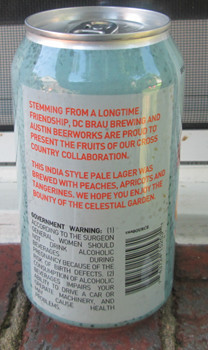 STEMMING FROM A LONGTIME
FRIENDSHIP, DC BRAU BREWING AND
AUSTIN BEERWORKS ARE PROUD TO
PRESENT THE FRUITS OF OUR CROSS
COUNTRY COLLABORATION.
THIS INDIA STYLE PALE LAGER WAS
BREWED WITH PEACHES, APRICOTS AND
TANGERINES, WE HOPE YOU ENJOY THE
BOUNTY OF THE CELESTIAL GARDEN.
GOVERNMENT WARNING: (1)
ACCORDING TO THE SURGEON
GENERAL WOMEN SHOULD
NOT DRINK ALCOHOLIC
BEVERAGES DURING
PREGNANCY BECAUSE OF THE
RISK OF BIRTH DEFECTS. (2)
CONSUMPTION OF ALCOHOLIC
BEVERAGES IMPAIRS YOUR
ABILITY TO DRIVE A CAR OR
OPERATE MACHINERY, AND
MAY CAUSE HEALTH
PROBLEMS.